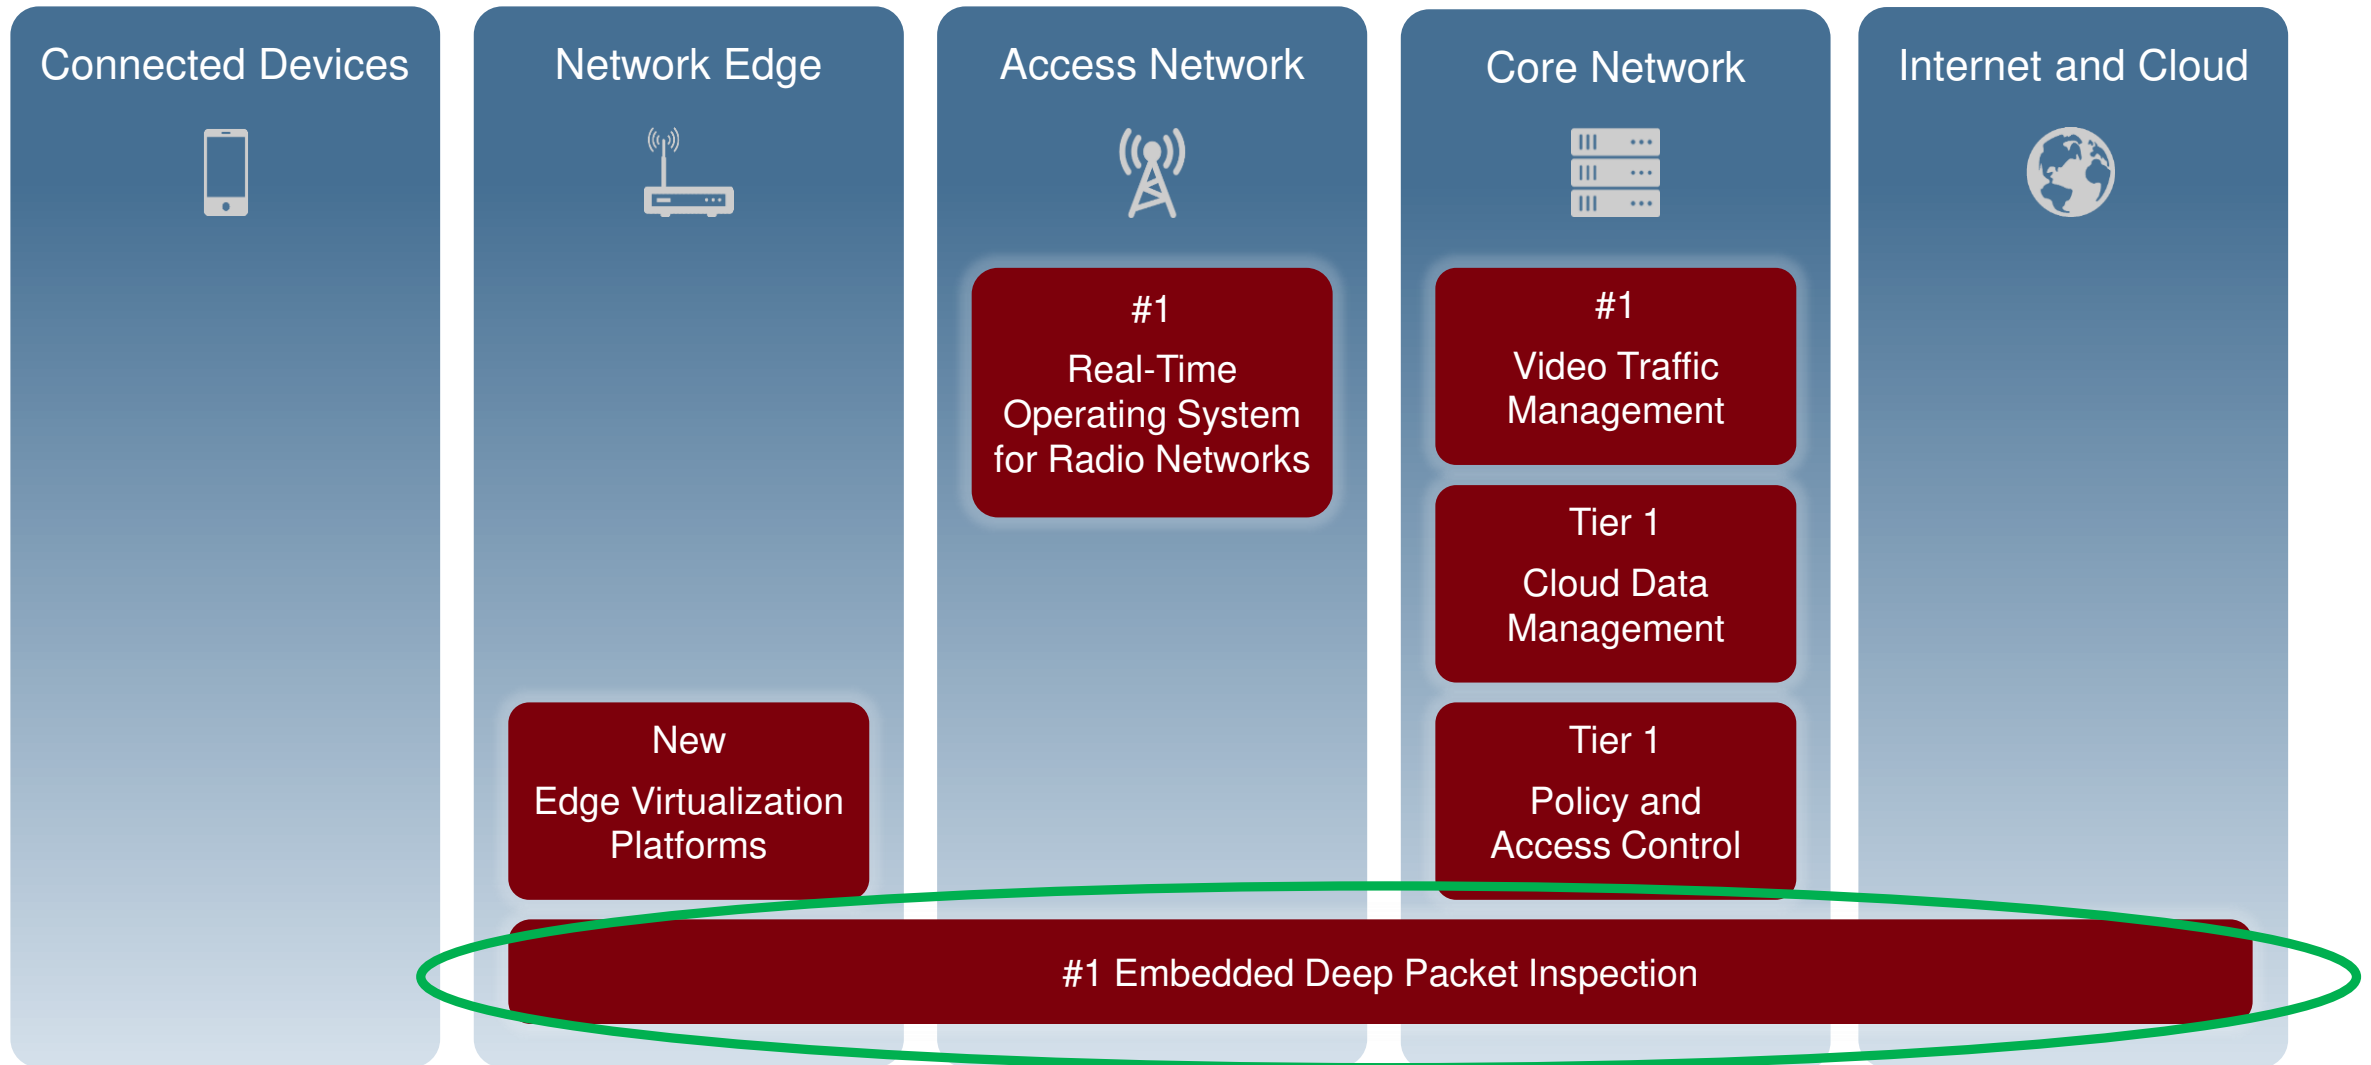 Connected Devices
Network Edge
Access Network
Core Network
Internet and Cloud
#1
Real-Time
Operating System
for Radio Networks
#1
Video Traffic
Management
Tier 1
Cloud Data
Management
New
Edge Virtualization
Platforms
Tier 1
Policy and
Access Control
#1 Embedded Deep Packet Inspection